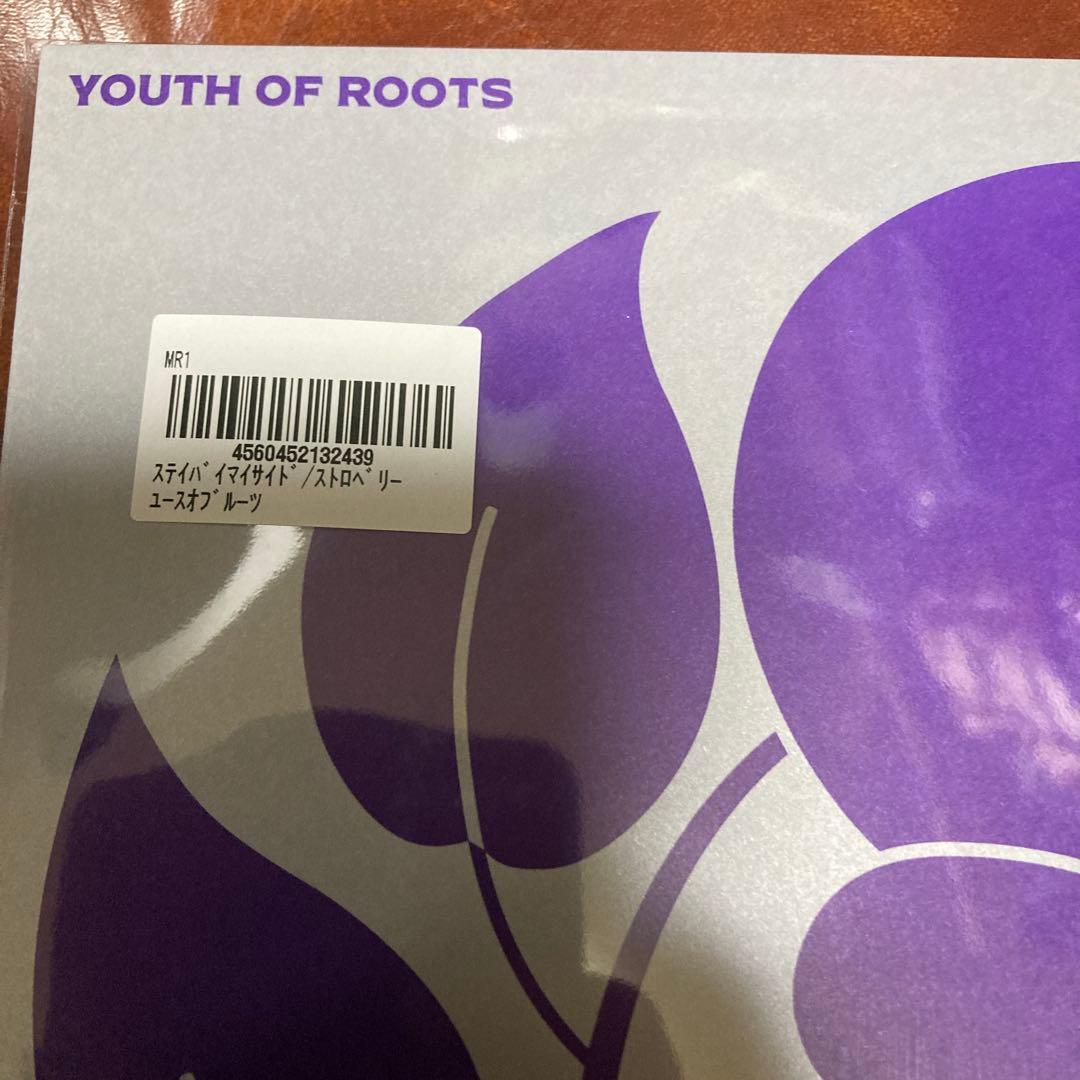 YOUTH OF ROOTS
MR1
4560452132439
ｽﾃｲﾊﾞｲﾏｲｻｲﾄﾞ/ｽﾄﾛﾍﾞﾘｰ
ﾕｰｽｵﾌﾞﾙｰﾂ